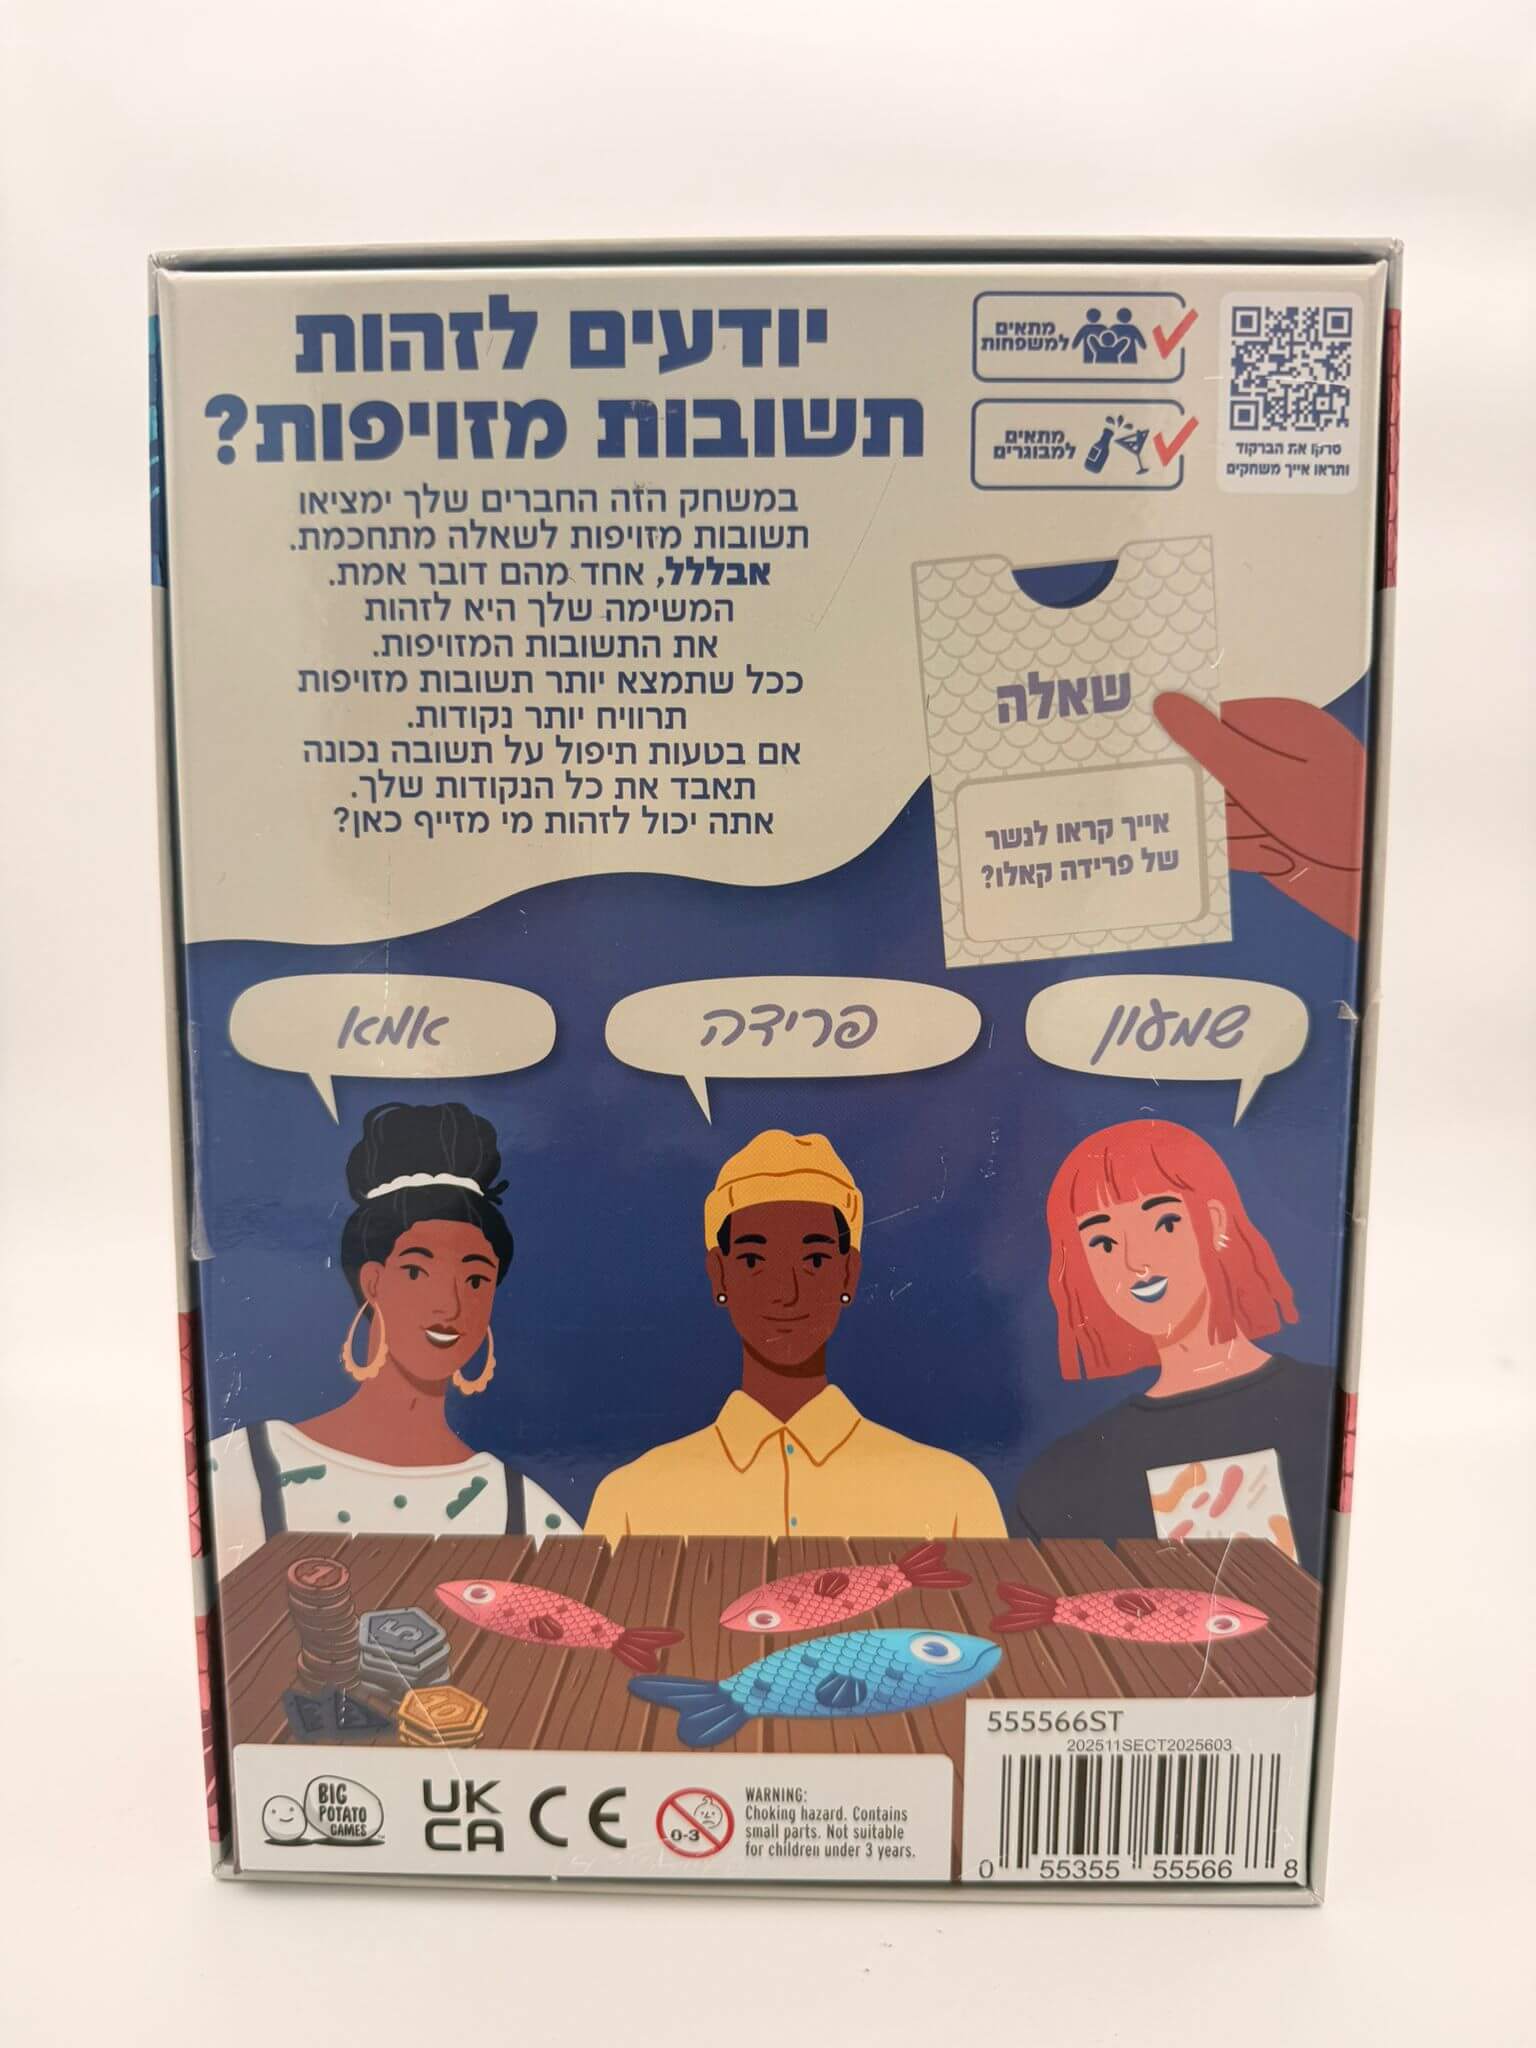 יודעים לזהות
תשובות מזויפות?
במשחק הזה החברים שלך ימציאו
תשובות מזויפות לשאלה מתחכמת.
אבללל, אחד מהם דובר אמת.
המשימה שלך היא לזהות
את התשובות המזויפות.
ככל שתמצא יותר תשובות מזויפות
תרוויח יותר נקודות.
אם בטעות תיפול על תשובה נכונה
תאבד את כל הנקודות שלך.
אתה יכול לזהות מי מזייף כאן?
מתאים
למשפחות
מתאים
למבוגרים
סרקו את הברקוד
ותראו אייך משחקים
שאלה
אייך קראו לנשר
של פרידה קאלו?
שמעון
פרידה
אמא
1
5
10
555566ST
202511SECT2025603
0 55355 55566 8
BIG
POTATO
GAMES
UK
CA
CE
0-3
WARNING:
Choking hazard. Contains
small parts. Not suitable
for children under 3 years.